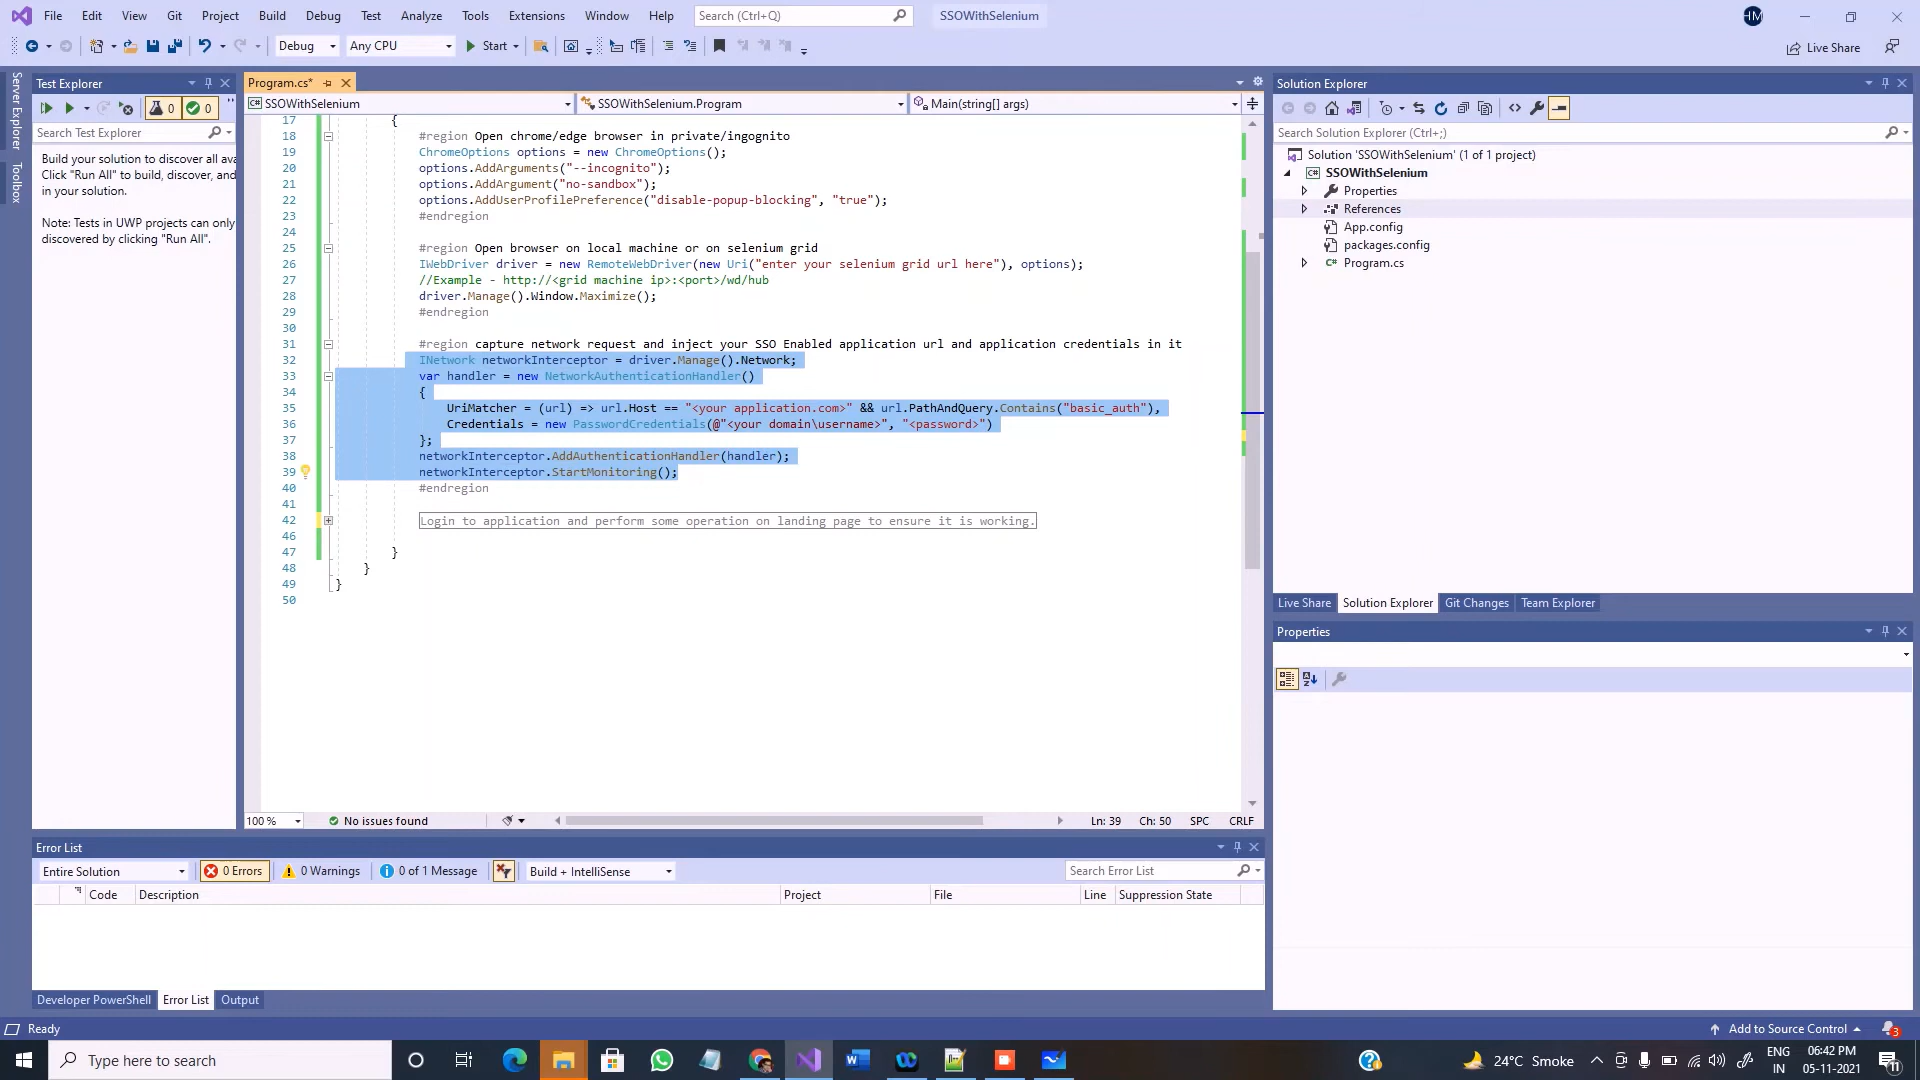 File Edit View Git Project Build Debug Test Analyze Tools Extensions Window Help Search (Ctrl+Q) SSOWithSelenium HM
Debug Any CPU Start Live Share
Server Explorer
Toolbox
Test Explorer
0 0
Search Test Explorer
Build your solution to discover all ava
Click "Run All" to build, discover, and
in your solution.
Note: Tests in UWP projects can only
discovered by clicking "Run All".
Program.cs*
SSOWithSelenium SSOWithSelenium.Program Main(string[] args)
17 {
18 #region Open chrome/edge browser in private/ingognito
19 ChromeOptions options = new ChromeOptions();
20 options.AddArguments("--incognito");
21 options.AddArgument("no-sandbox");
22 options.AddUserProfilePreference("disable-popup-blocking", "true");
23 #endregion
24
25 #region Open browser on local machine or on selenium grid
26 IWebDriver driver = new RemoteWebDriver(new Uri("enter your selenium grid url here"), options);
27 //Example - http://<grid machine ip>:<port>/wd/hub
28 driver.Manage().Window.Maximize();
29 #endregion
30
31 #region capture network request and inject your SSO Enabled application url and application credentials in it
32 INetwork networkInterceptor = driver.Manage().Network;
33 var handler = new NetworkAuthenticationHandler()
34 {
35 UriMatcher = (url) => url.Host == "<your application.com>" && url.PathAndQuery.Contains("basic_auth"),
36 Credentials = new PasswordCredentials(@"<your domain\username>", "<password>")
37 };
38 networkInterceptor.AddAuthenticationHandler(handler);
39 networkInterceptor.StartMonitoring();
40 #endregion
41
42 Login to application and perform some operation on landing page to ensure it is working.
46
47 }
48 }
49 }
50
100 % No issues found Ln: 39 Ch: 50 SPC CRLF
Error List
Entire Solution 0 Errors 0 Warnings 0 of 1 Message Build + IntelliSense Search Error List
Code Description Project File Line Suppression State
Developer PowerShell Error List Output
Solution Explorer
Search Solution Explorer (Ctrl+;)
Solution 'SSOWithSelenium' (1 of 1 project)
C# SSOWithSelenium
Properties
References
App.config
packages.config
C# Program.cs
Live Share Solution Explorer Git Changes Team Explorer
Properties
Ready Add to Source Control 3
Type here to search 24°C Smoke ENG IN 06:42 PM 05-11-2021 11